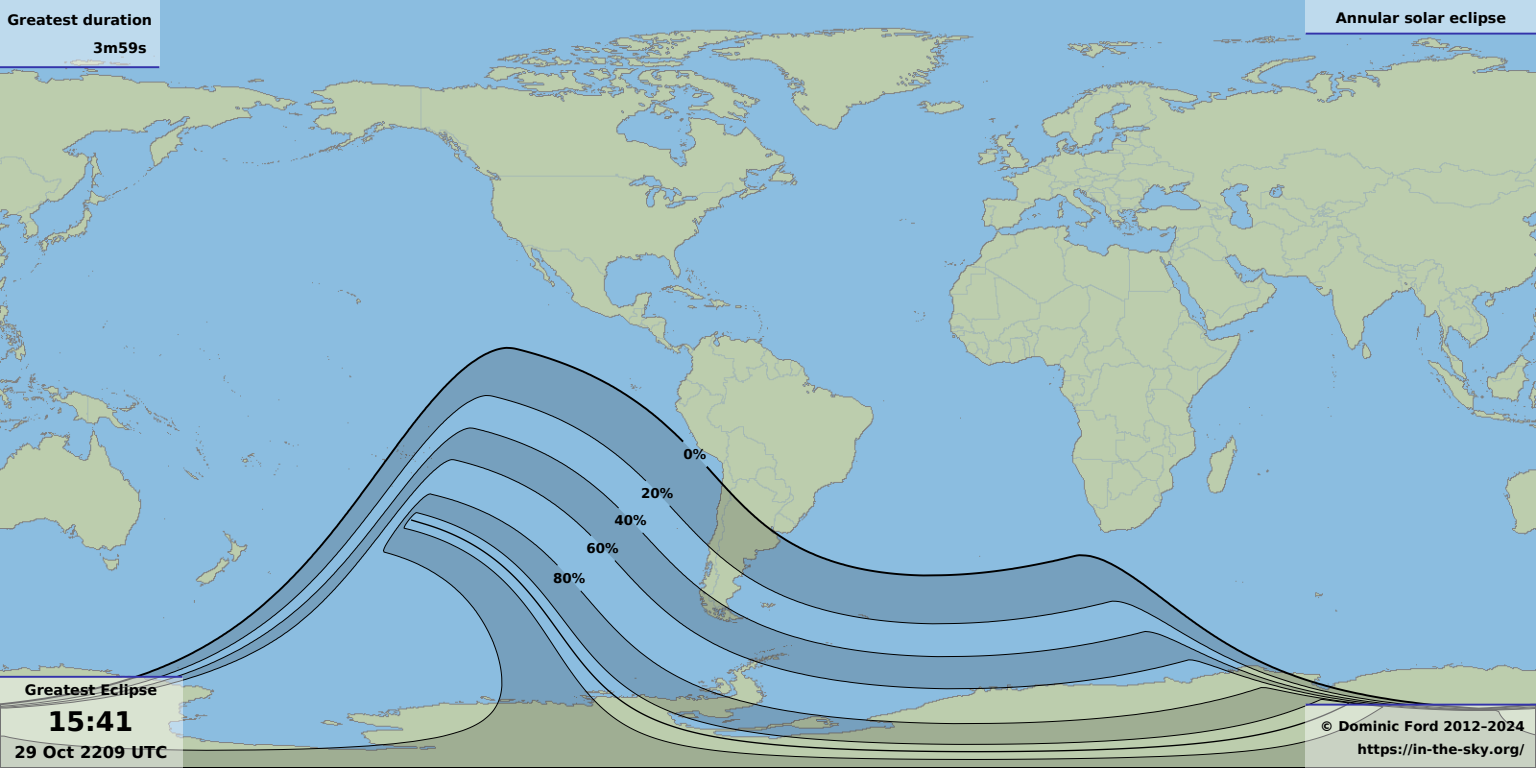 Greatest duration
3m59s
Annular solar eclipse
0%
20%
40%
60%
80%
Greatest Eclipse
15:41
29 Oct 2209 UTC
© Dominic Ford 2012–2024
https://in-the-sky.org/